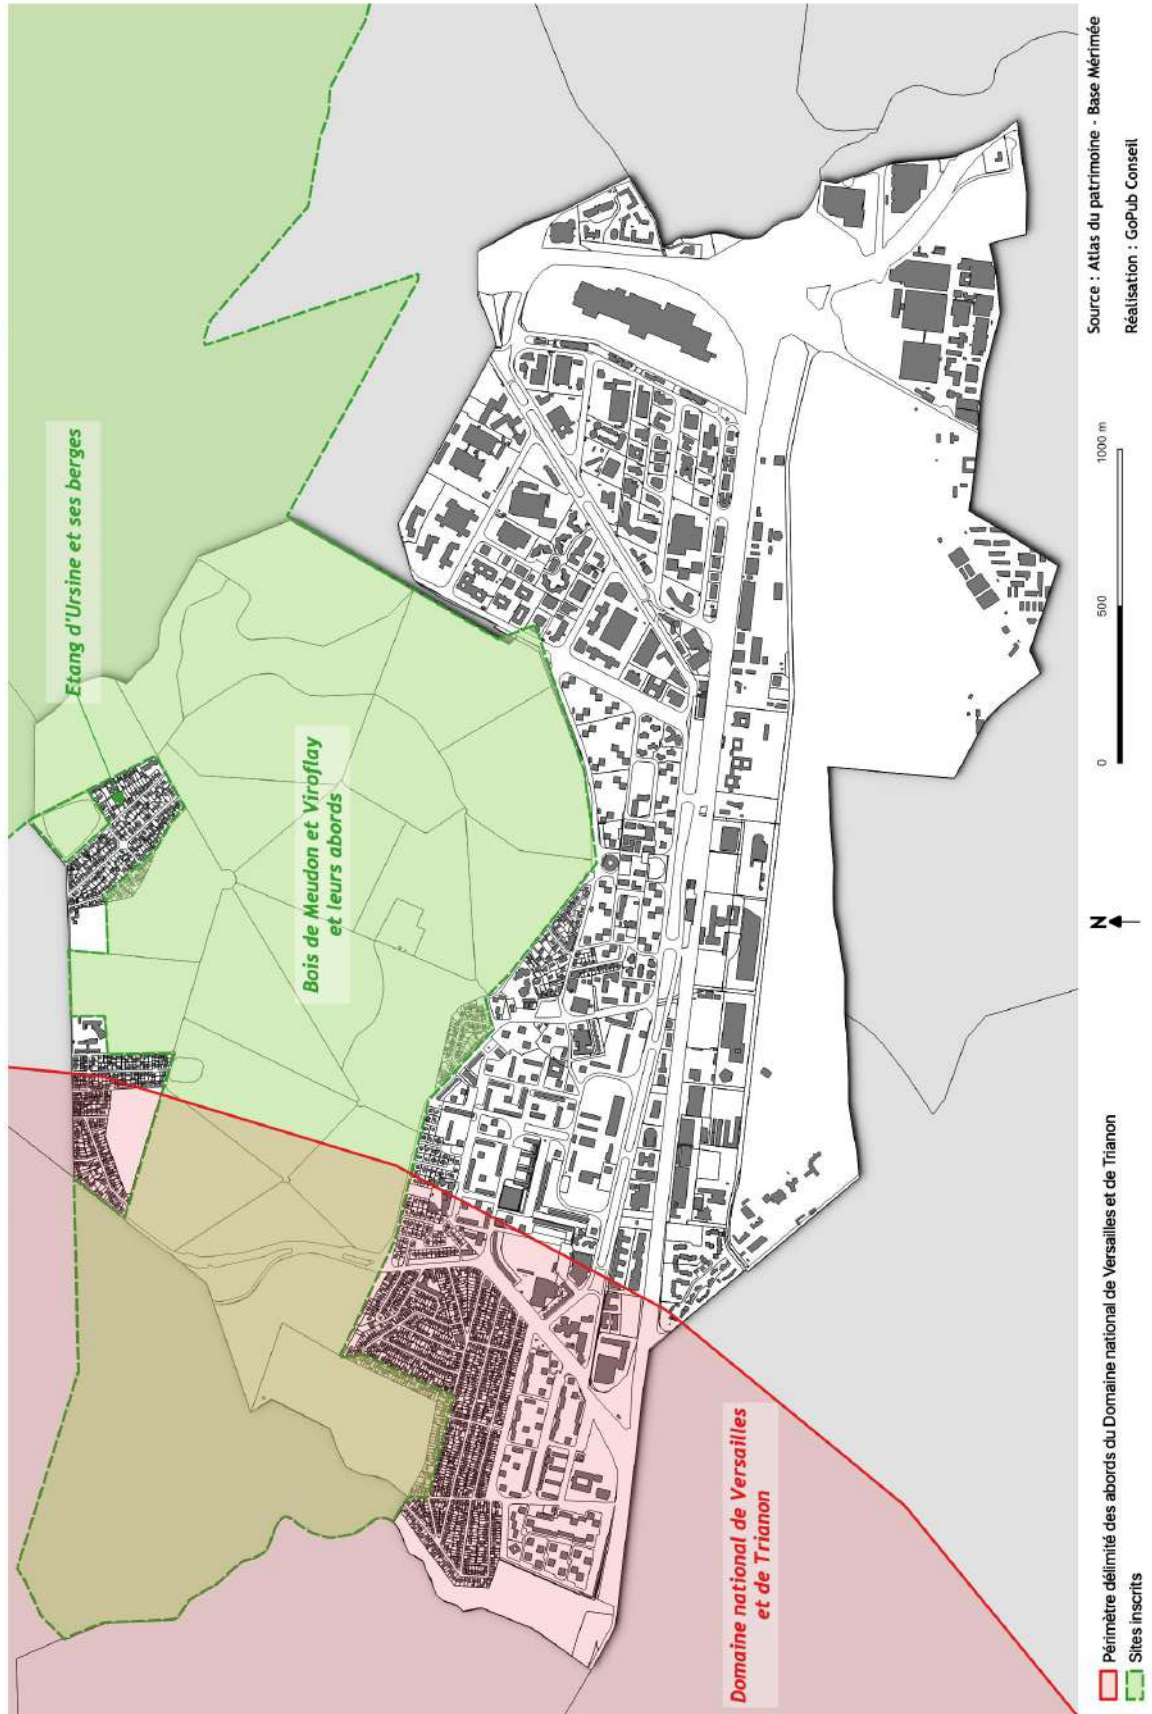 Etang d'Ursine et ses berges
Bois de Meudon et Viroflay
et leurs abords
Domaine national de Versailles
et de Trianon
Périmètre délimité des abords du Domaine national de Versailles et de Trianon
Sites inscrits
N
0
500
1000 m
Source : Atlas du patrimoine - Base Mérimée
Réalisation : GoPub Conseil